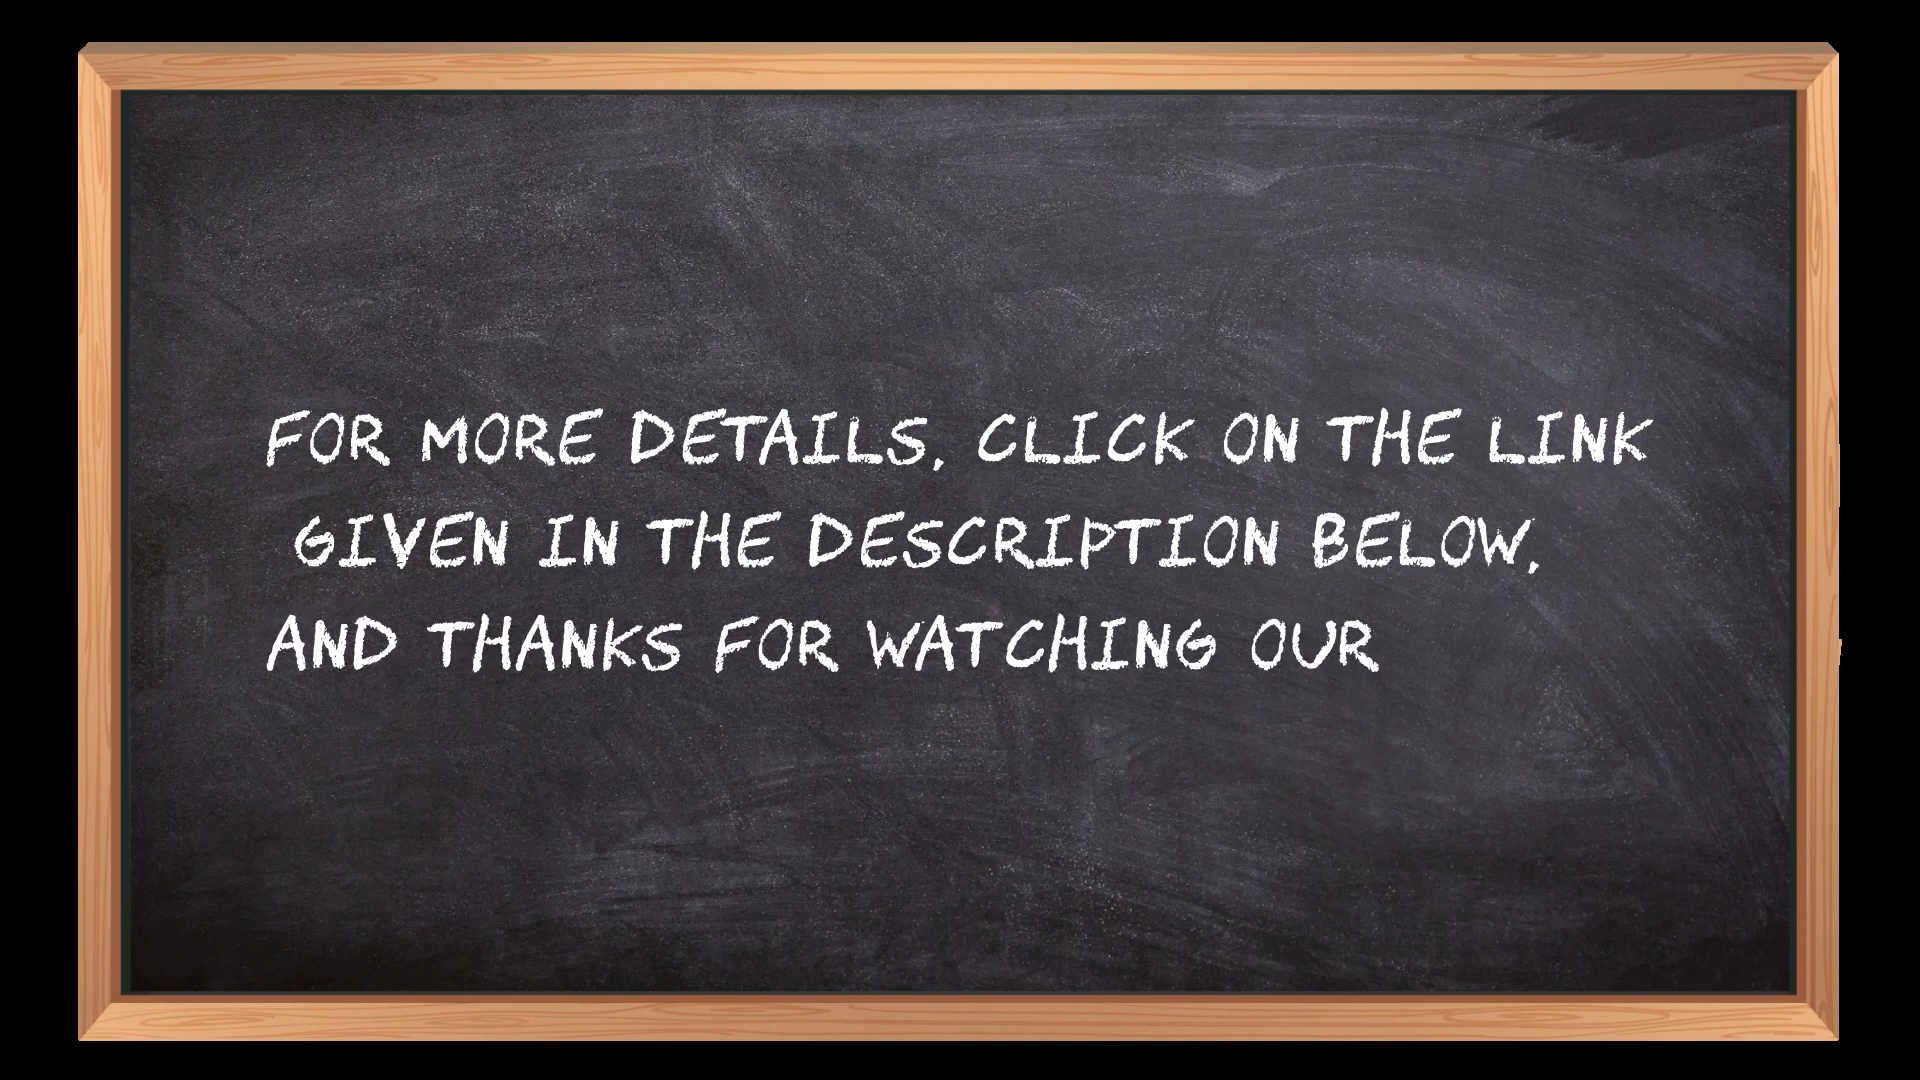 FOR MORE DETAILS, CLICK ON THE LINK
GIVEN IN THE DESCRIPTION BELOW,
AND THANKS FOR WATCHING OUR